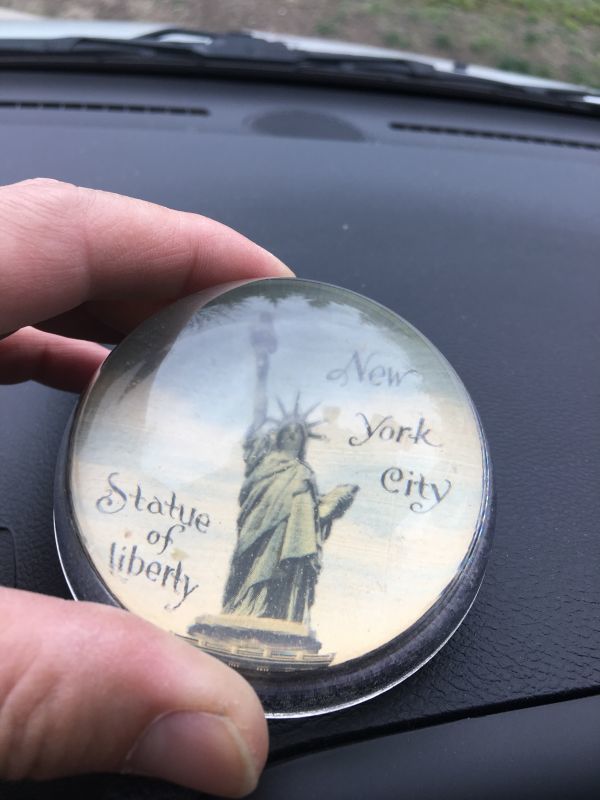 New
York
City
Statue
of
liberty